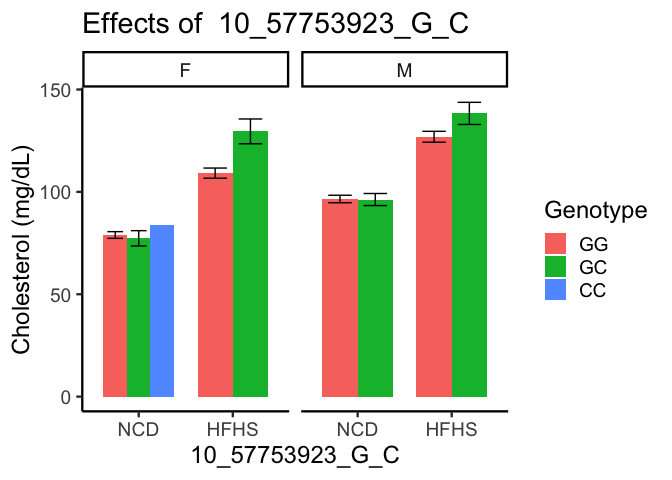 Effects of  10_57753923_G_C
F
M
Cholesterol (mg/dL)
150
100
50
0
NCD
HFHS
NCD
HFHS
10_57753923_G_C
Genotype
GG
GC
CC